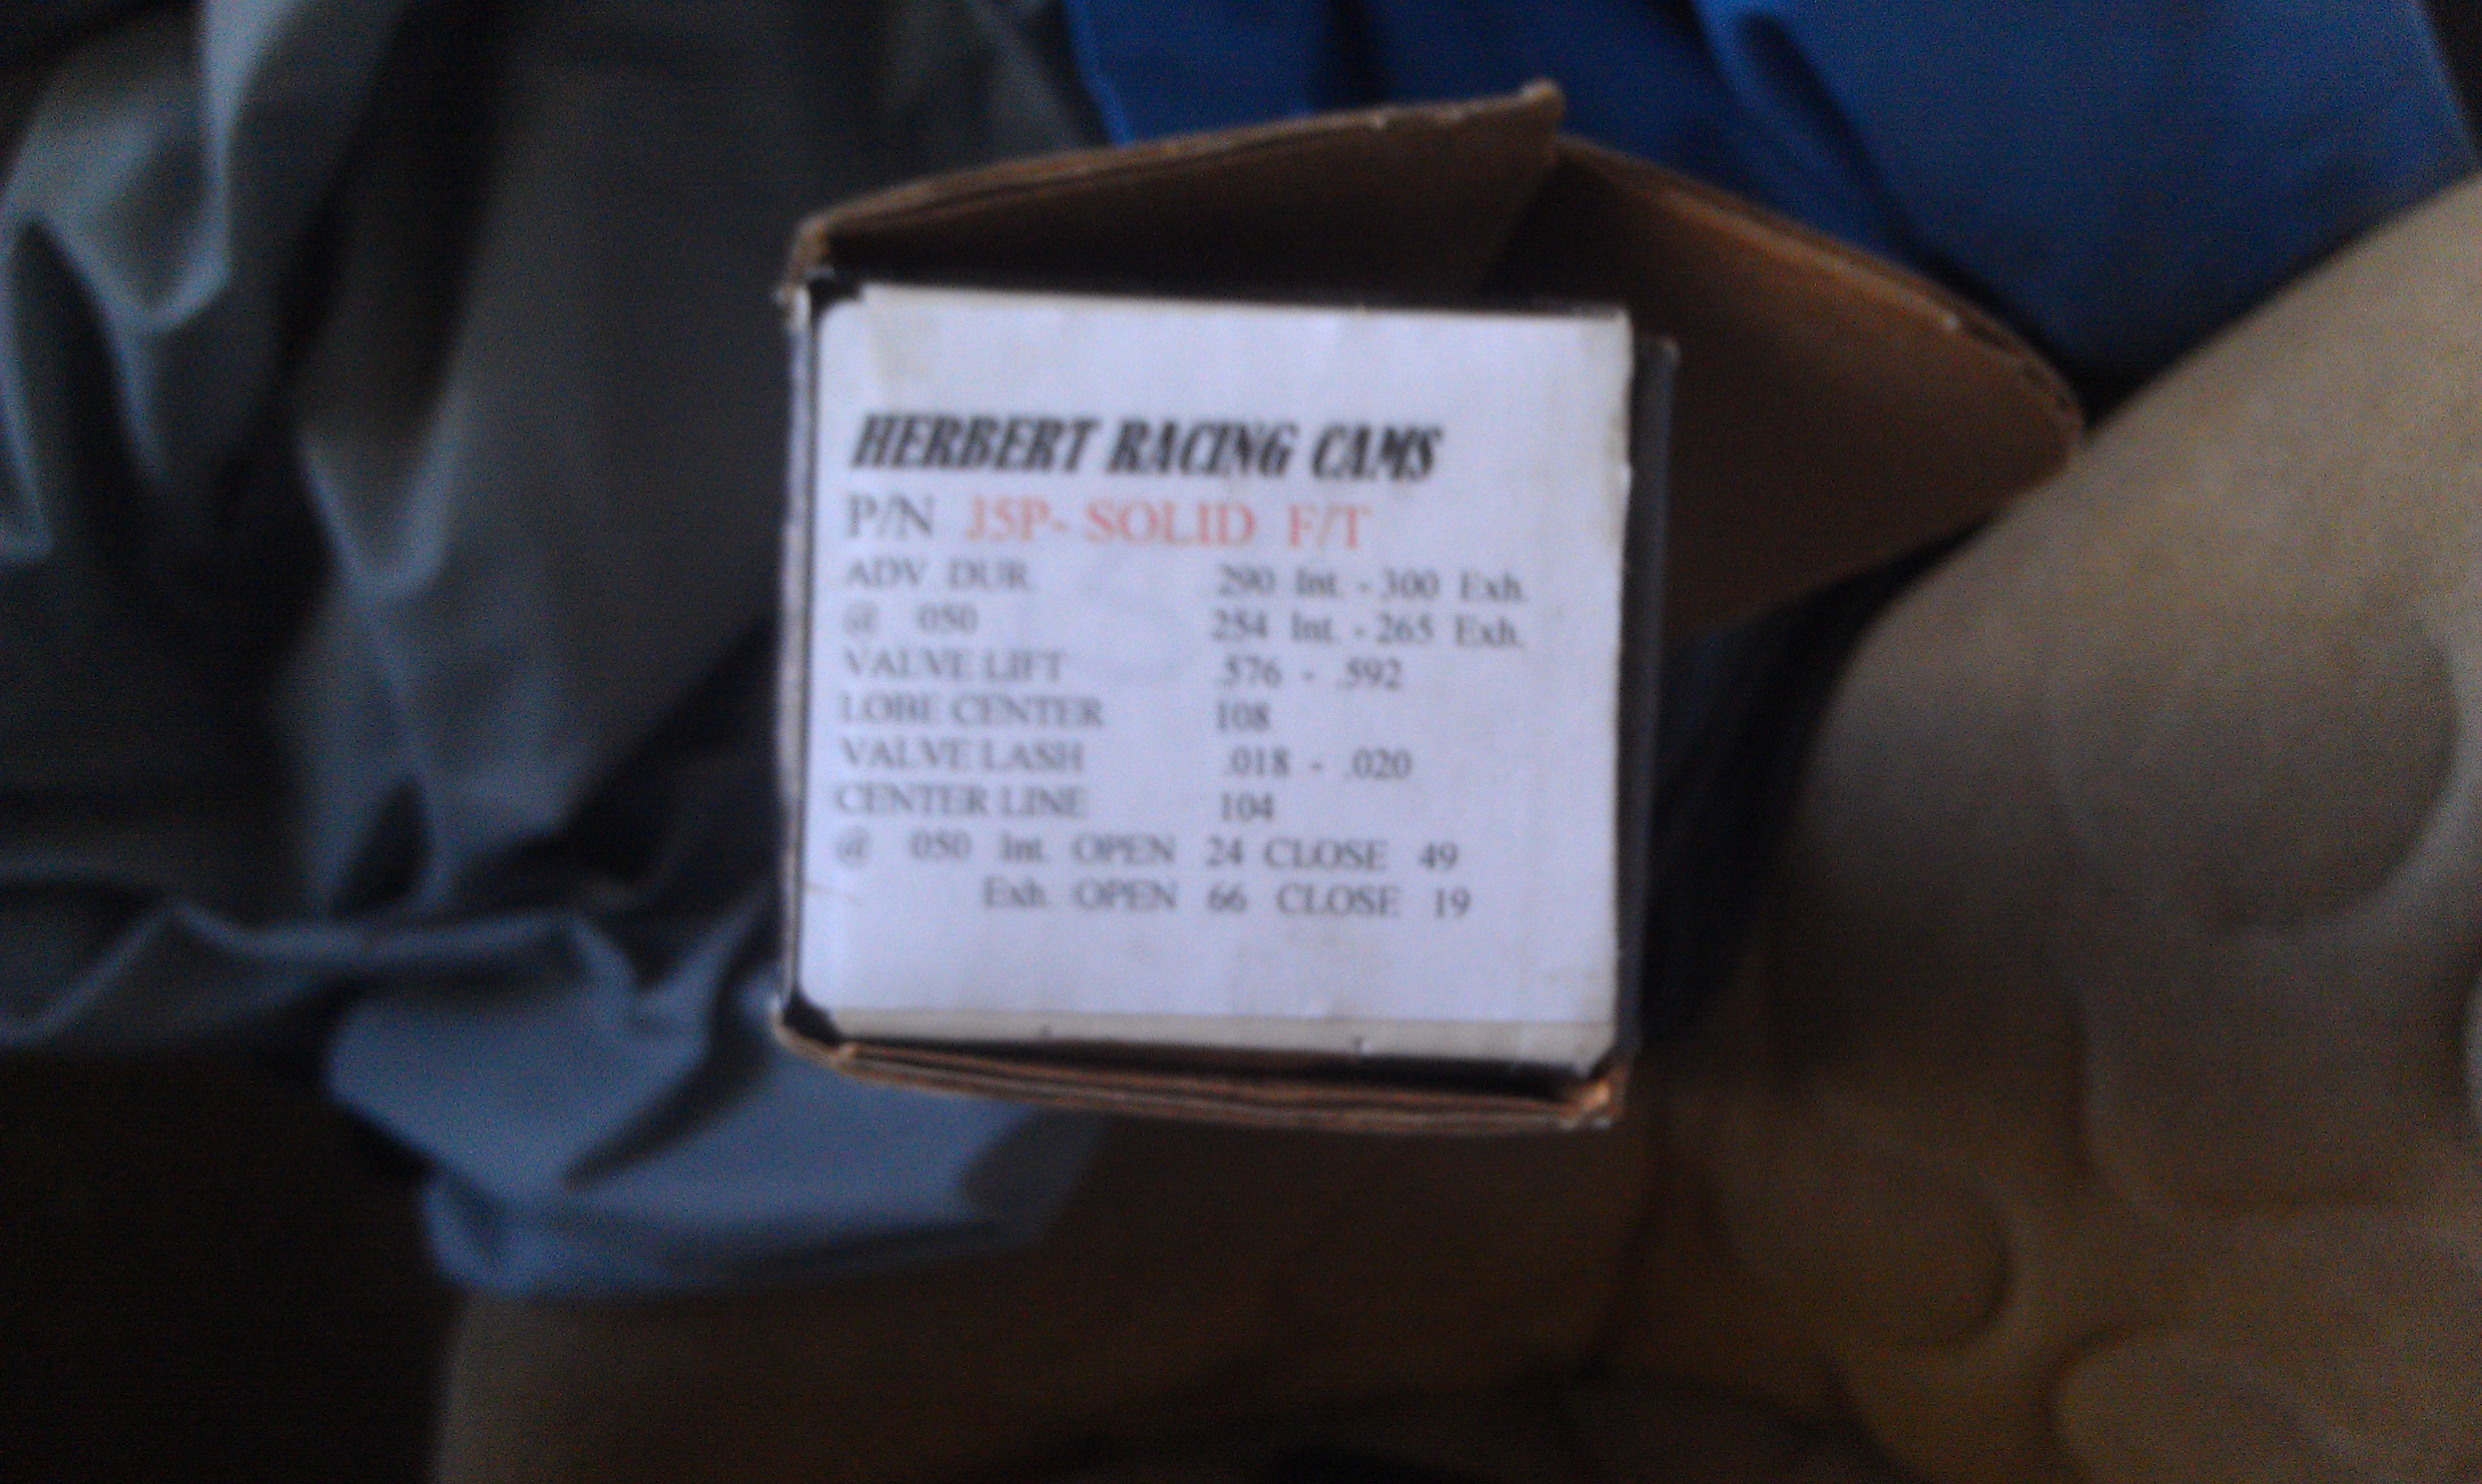 HERBERT RACING CAMS
P/N J5P- SOLID F/T
ADV. DUR. 290 Int. - 300 Exh.
@ .050 254 Int. - 265 Exh.
VALVE LIFT .576 - .592
LOBE CENTER 108
VALVE LASH .018 - .020
CENTER LINE 104
@ .050 Int. OPEN 24 CLOSE 49
Exh. OPEN 66 CLOSE 19